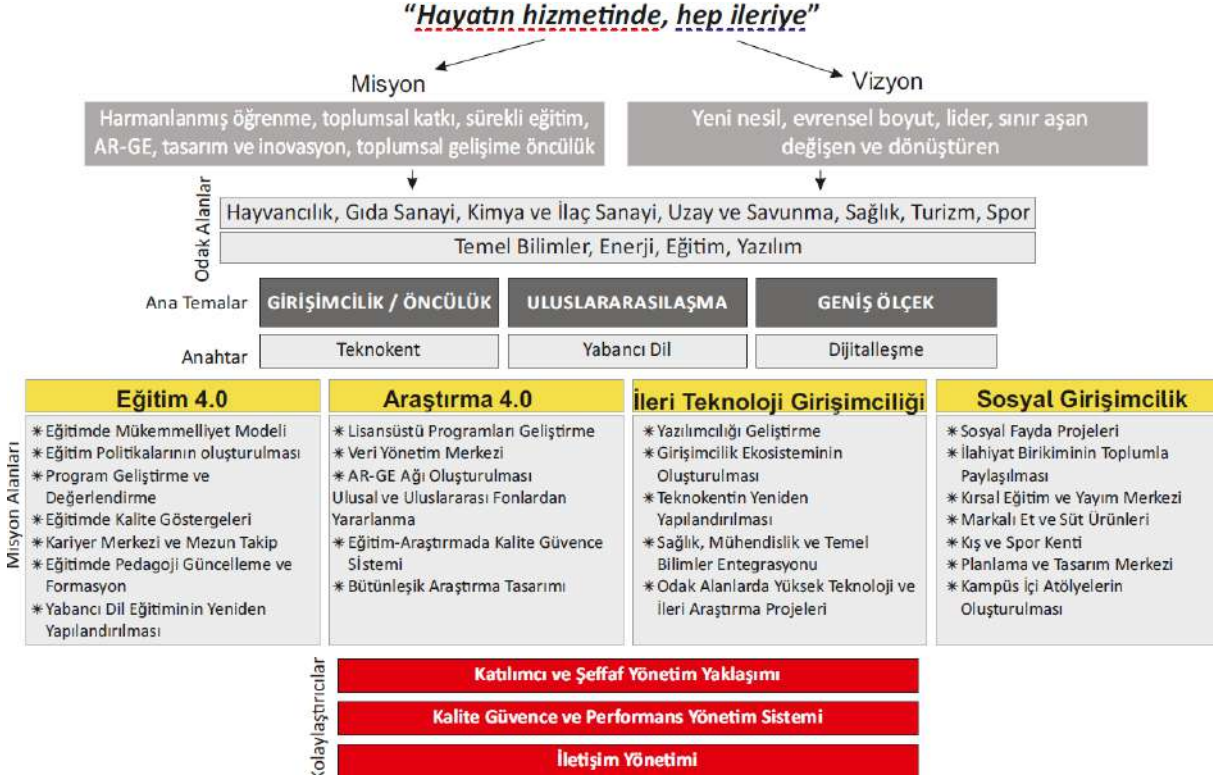 “Hayatın hizmetinde, hep ileriye”
Misyon
Vizyon
Harmanlanmış öğrenme, toplumsal katkı, sürekli eğitim,
AR-GE, tasarım ve inovasyon, toplumsal gelişime öncülük
Yeni nesil, evrensel boyut, lider, sınır aşan
değişen ve dönüştüren
Odak Alanlar
Hayvancılık, Gıda Sanayi, Kimya ve İlaç Sanayi, Uzay ve Savunma, Sağlık, Turizm, Spor
Temel Bilimler, Enerji, Eğitim, Yazılım
Ana Temalar
GİRİŞİMCİLİK / ÖNCÜLÜK
ULUSLARARASILAŞMA
GENİŞ ÖLÇEK
Anahtar
Teknokent
Yabancı Dil
Dijitalleşme
Misyon Alanları
Eğitim 4.0
* Eğitimde Mükemmelliyet Modeli
* Eğitim Politikalarının oluşturulması
* Program Geliştirme ve
Değerlendirme
* Eğitimde Kalite Göstergeleri
* Kariyer Merkezi ve Mezun Takip
* Eğitimde Pedagoji Güncelleme ve
Formasyon
* Yabancı Dil Eğitiminin Yeniden
Yapılandırılması
Araştırma 4.0
* Lisansüstü Programları Geliştirme
* Veri Yönetim Merkezi
* AR-GE Ağı Oluşturulması
Ulusal ve Uluslararası Fonlardan
Yararlanma
* Eğitim-Araştırmada Kalite Güvence
Sİstemi
* Bütünleşik Araştırma Tasarımı
İleri Teknoloji Girişimciliği
* Yazılımcılığı Geliştirme
* Girişimcilik Ekosisteminin
Oluşturulması
* Teknokentin Yeniden
Yapılandırılması
* Sağlık, Mühendislik ve Temel
Bilimler Entegrasyonu
* Odak Alanlarda Yüksek Teknoloji ve
İleri Araştırma Projeleri
Sosyal Girişimcilik
* Sosyal Fayda Projeleri
* İlahiyat Birikiminin Toplumla
Paylaşılması
* Kırsal Eğitim ve Yayım Merkezi
* Markalı Et ve Süt Ürünleri
* Kış ve Spor Kenti
* Planlama ve Tasarım Merkezi
* Kampüs İçi Atölyelerin
Oluşturulması
Kolaylaştırıcılar
Katılımcı ve Şeffaf Yönetim Yaklaşımı
Kalite Güvence ve Performans Yönetim Sistemi
İletişim Yönetimi